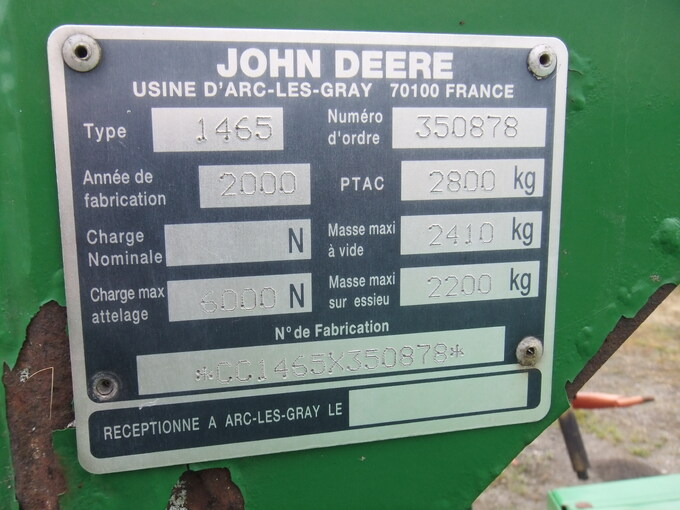 JOHN DEERE
USINE D'ARC-LES-GRAY 70100 FRANCE
Type 1465 Numéro d'ordre 350878
Année de fabrication 2000 PTAC 2800 kg
Charge Nominale N Masse maxi à vide 2410 kg
Charge max attelage 6000 N Masse maxi sur essieu 2200 kg
N° de Fabrication
*CC1465X350878*
RECEPTIONNE A ARC-LES-GRAY LE